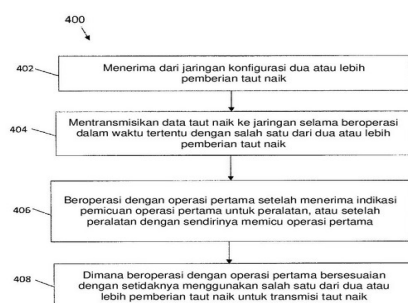 400
402
Menerima dari jaringan konfigurasi dua atau lebih
pemberian taut naik
404
Mentransmisikan data taut naik ke jaringan selama beroperasi
dalam waktu tertentu dengan salah satu dari dua atau lebih
pemberian taut naik
406
Beroperasi dengan operasi pertama setelah menerima indikasi
pemicuan operasi pertama untuk peralatan, atau setelah
peralatan dengan sendirinya memicu operasi pertama
408
Dimana beroperasi dengan operasi pertama bersesuaian
dengan setidaknya menggunakan salah satu dari dua atau
lebih pemberian taut naik untuk transmisi taut naik